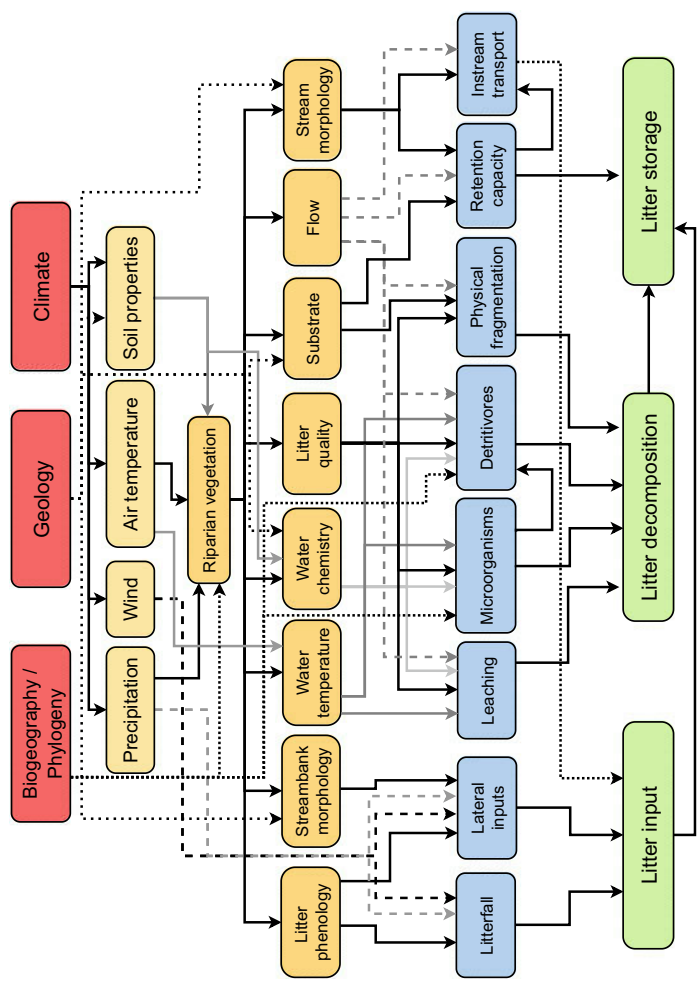 Biogeography /
Phylogeny
Geology
Climate
Precipitation
Wind
Air temperature
Soil properties
Riparian vegetation
Litter
phenology
Streambank
morphology
Water
temperature
Water
chemistry
Litter
quality
Substrate
Flow
Stream
morphology
Litterfall
Lateral
inputs
Leaching
Microorganisms
Detritivores
Physical
fragmentation
Retention
capacity
Instream
transport
Litter input
Litter decomposition
Litter storage